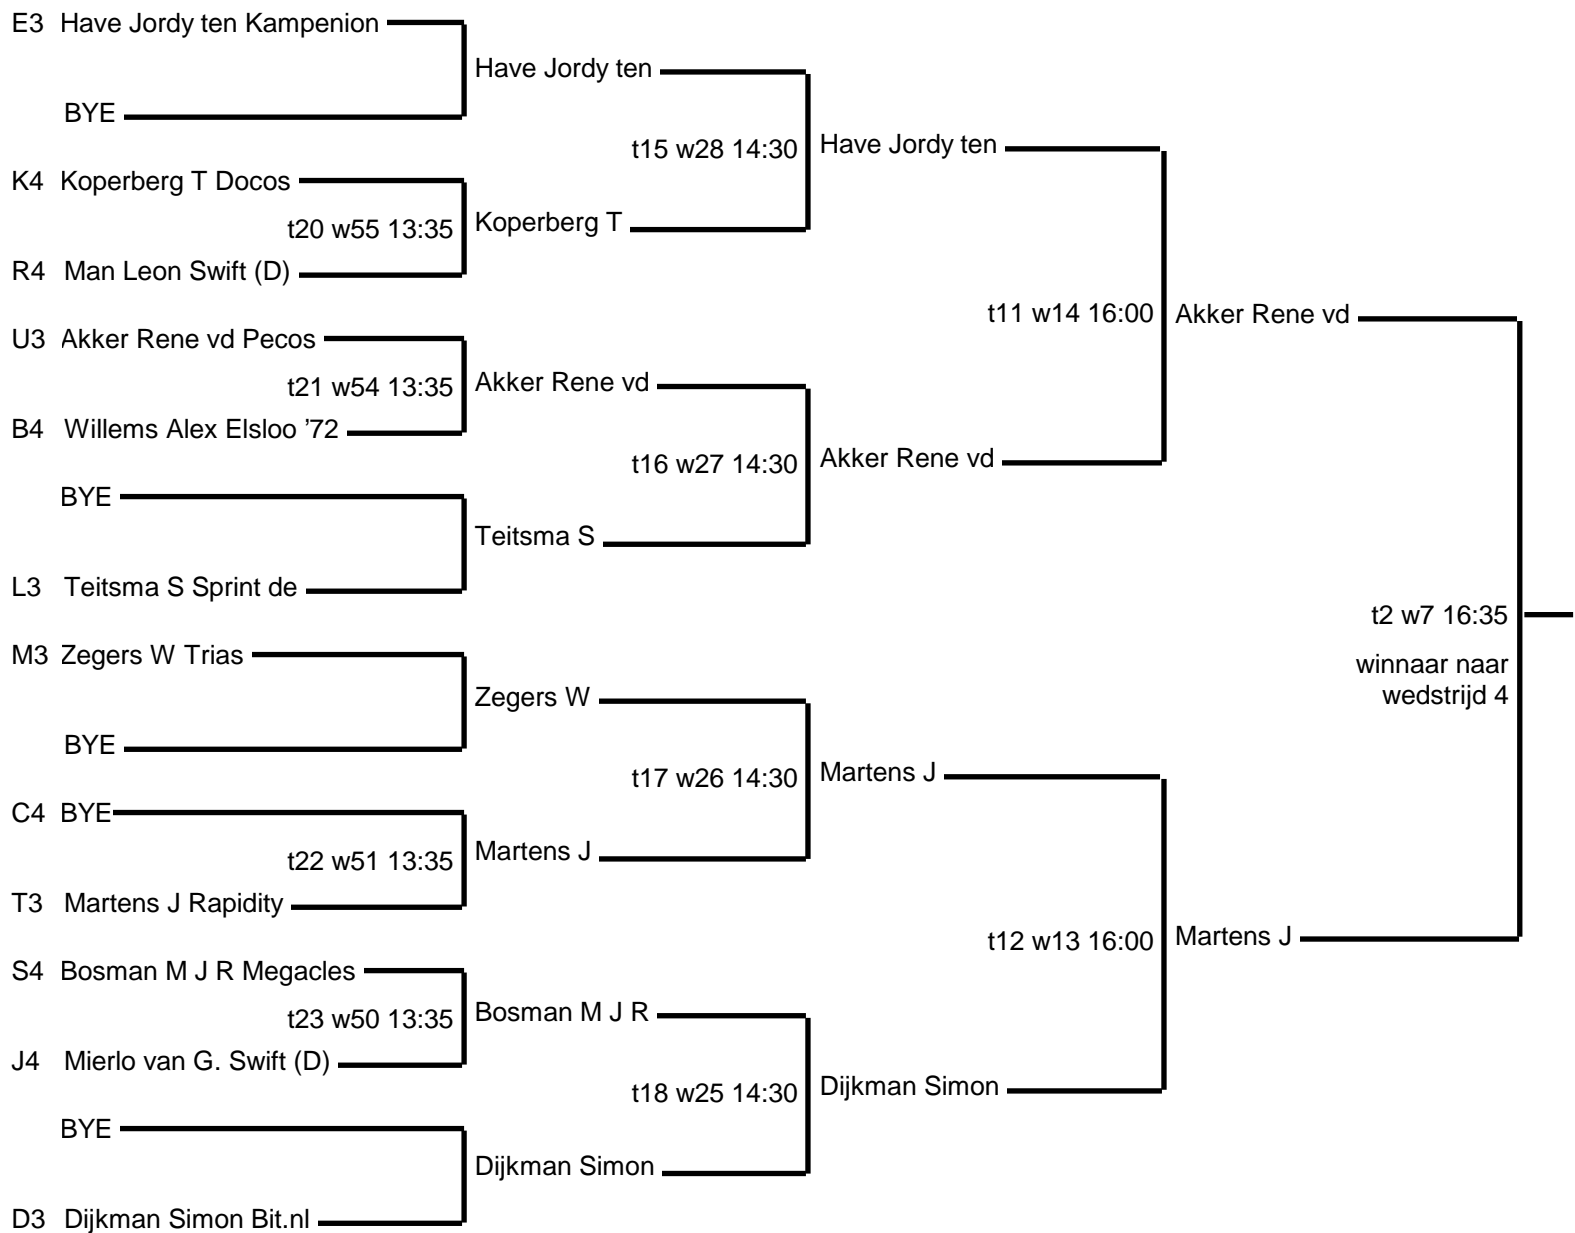 E3 Have Jordy ten Kampenion
Have Jordy ten
BYE
t15 w28 14:30
Have Jordy ten
K4 Koperberg T Docos
t20 w55 13:35
Koperberg T
R4 Man Leon Swift (D)
t11 w14 16:00
Akker Rene vd
U3 Akker Rene vd Pecos
t21 w54 13:35
Akker Rene vd
B4 Willems Alex Elsloo '72
t16 w27 14:30
Akker Rene vd
BYE
Teitsma S
L3 Teitsma S Sprint de
t2 w7 16:35
winnaar naar
wedstrijd 4
M3 Zegers W Trias
Zegers W
BYE
t17 w26 14:30
Martens J
C4 BYE
t22 w51 13:35
Martens J
T3 Martens J Rapidity
t12 w13 16:00
Martens J
S4 Bosman M J R Megacles
t23 w50 13:35
Bosman M J R
J4 Mierlo van G. Swift (D)
t18 w25 14:30
Dijkman Simon
BYE
Dijkman Simon
D3 Dijkman Simon Bit.nl